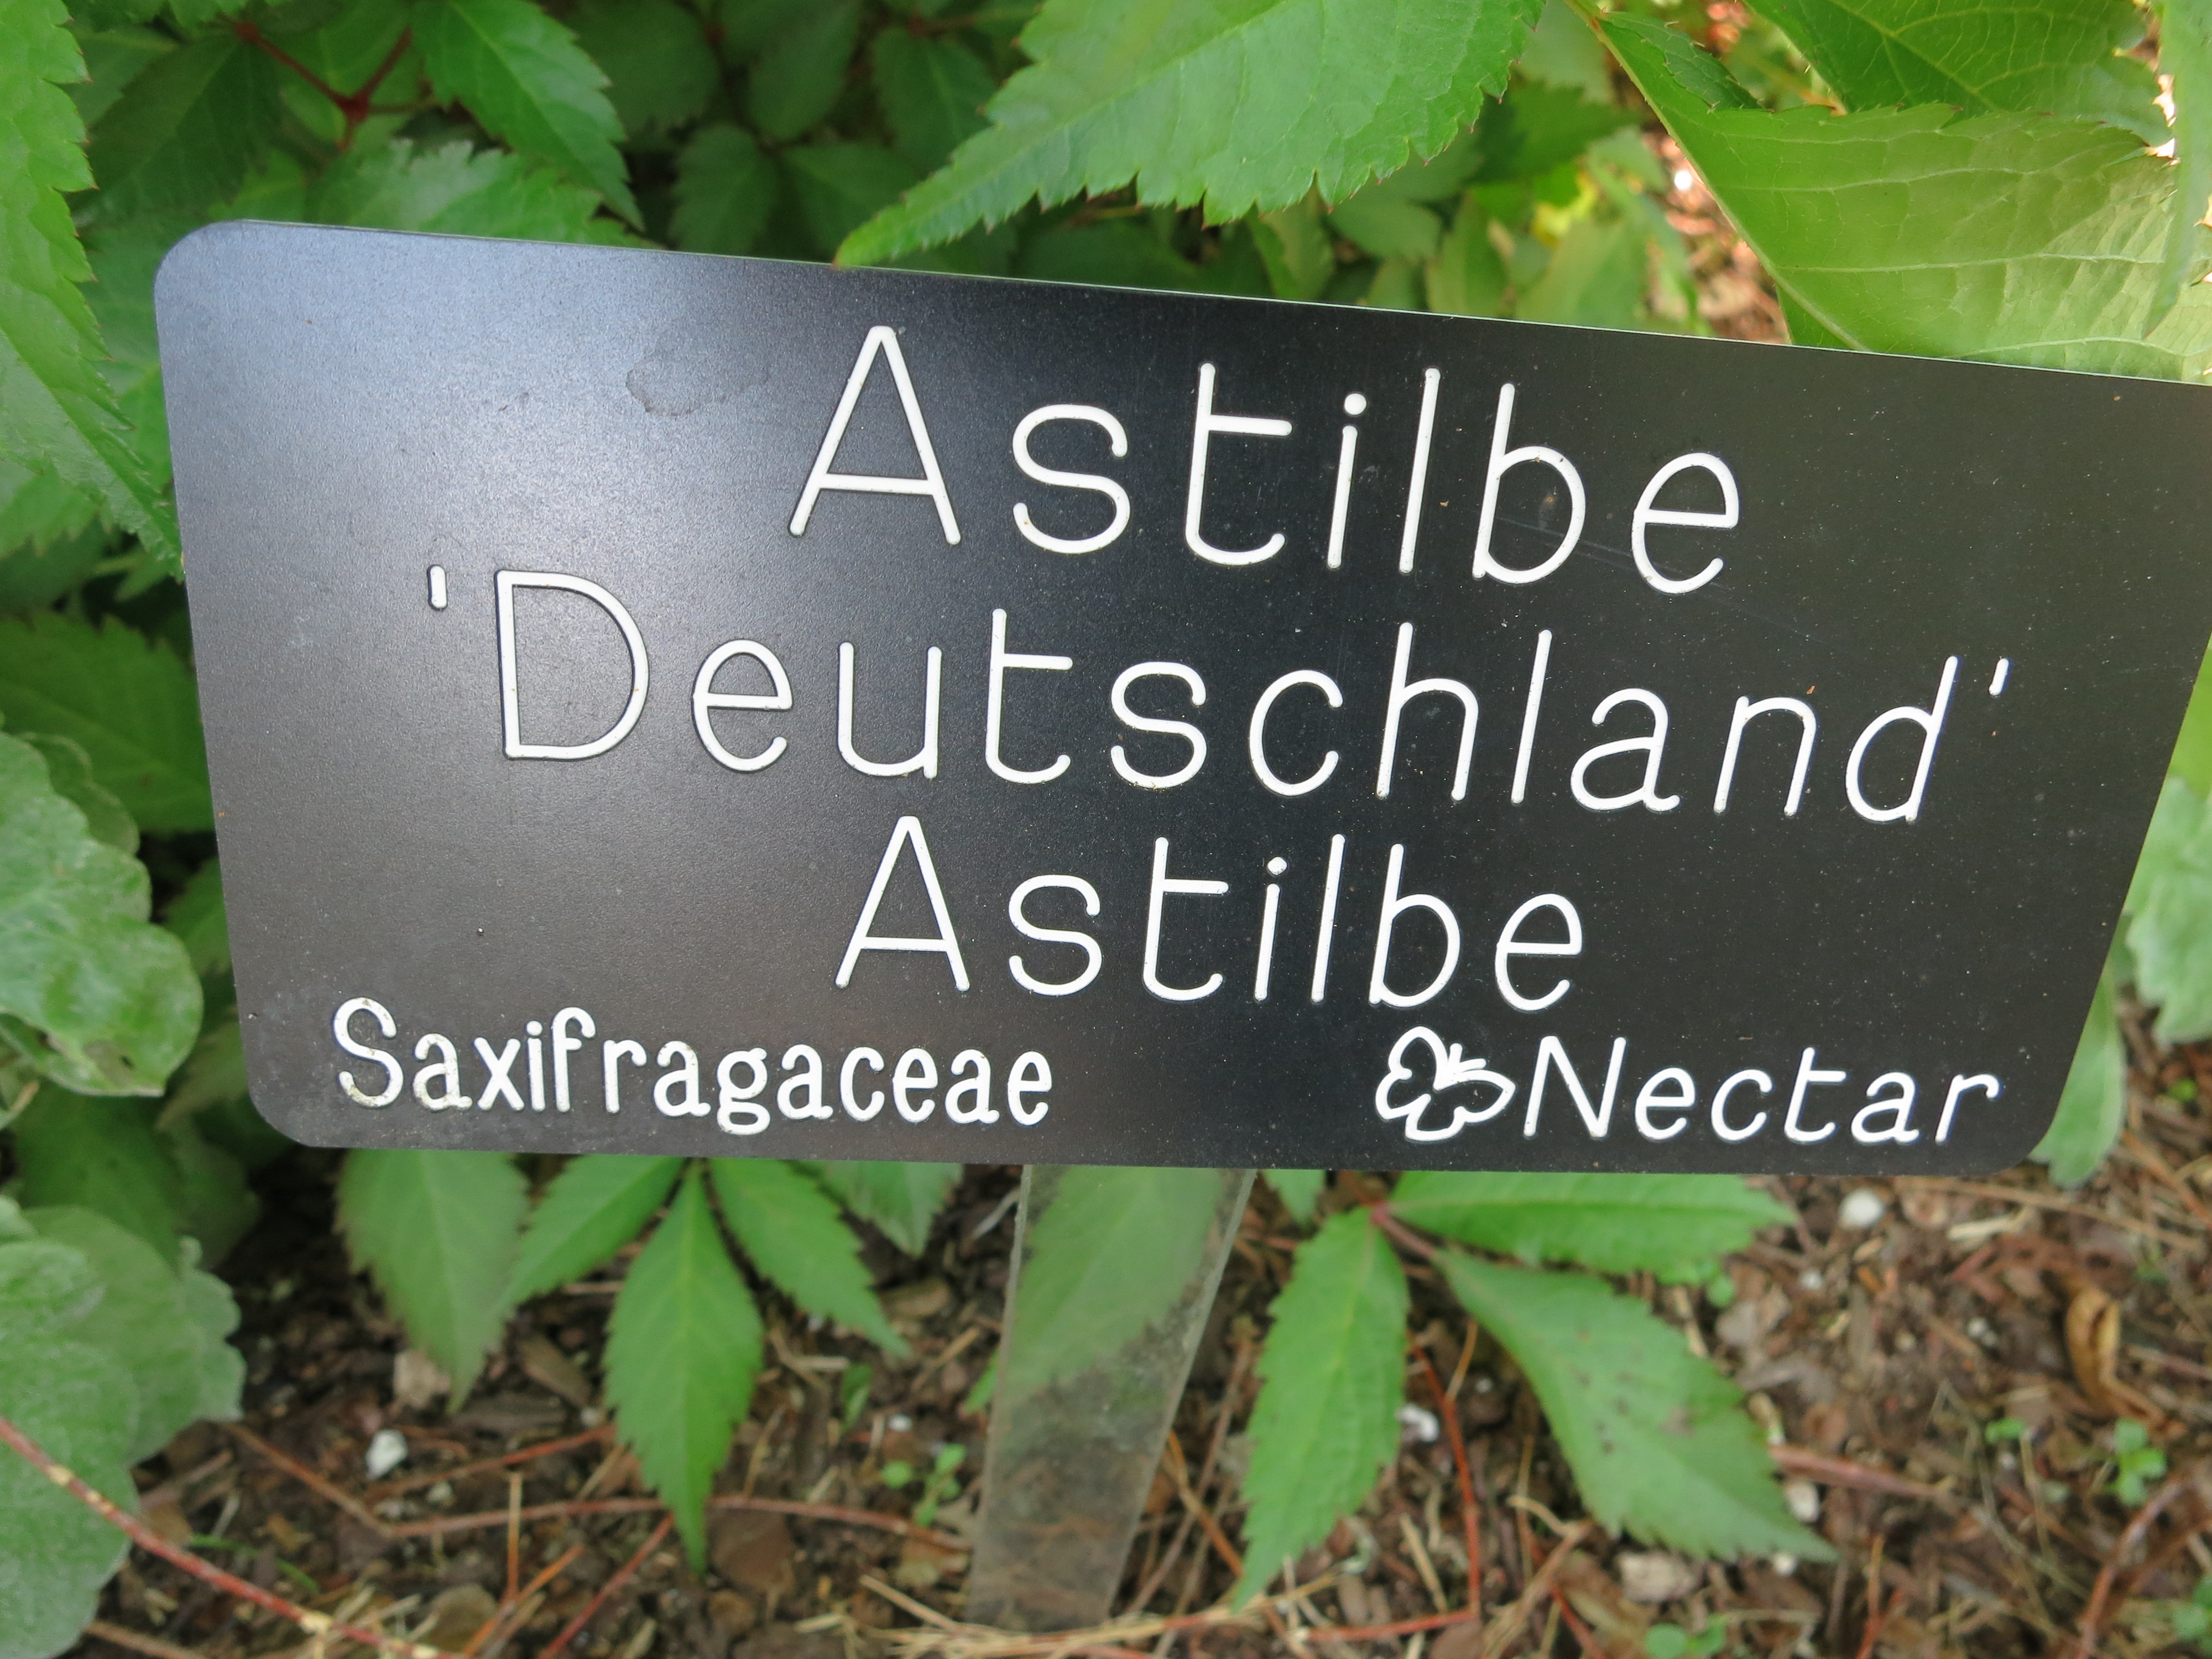 Astilbe
'Deutschland'
Astilbe
Saxifragaceae Nectar